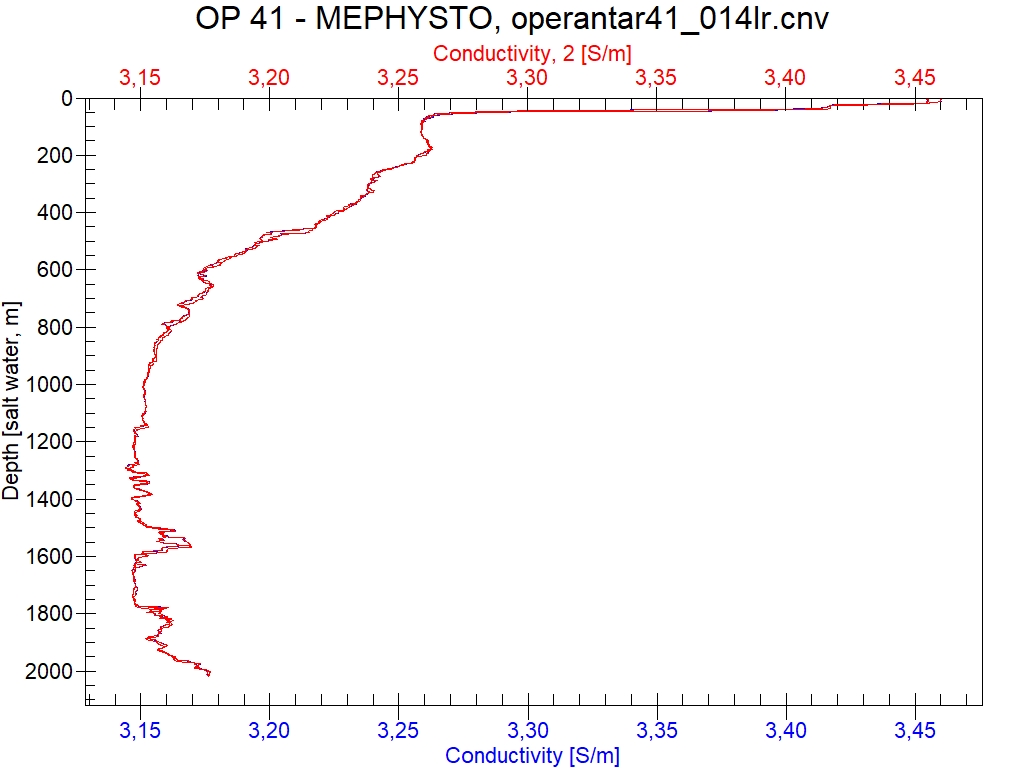 OP 41 - MEPHYSTO, operantar41_014lr.cnv
Conductivity, 2 [S/m]
3,15 3,20 3,25 3,30 3,35 3,40 3,45
0
200
400
600
800
1000
1200
1400
1600
1800
2000
Depth [salt water, m]
3,15 3,20 3,25 3,30 3,35 3,40 3,45
Conductivity [S/m]